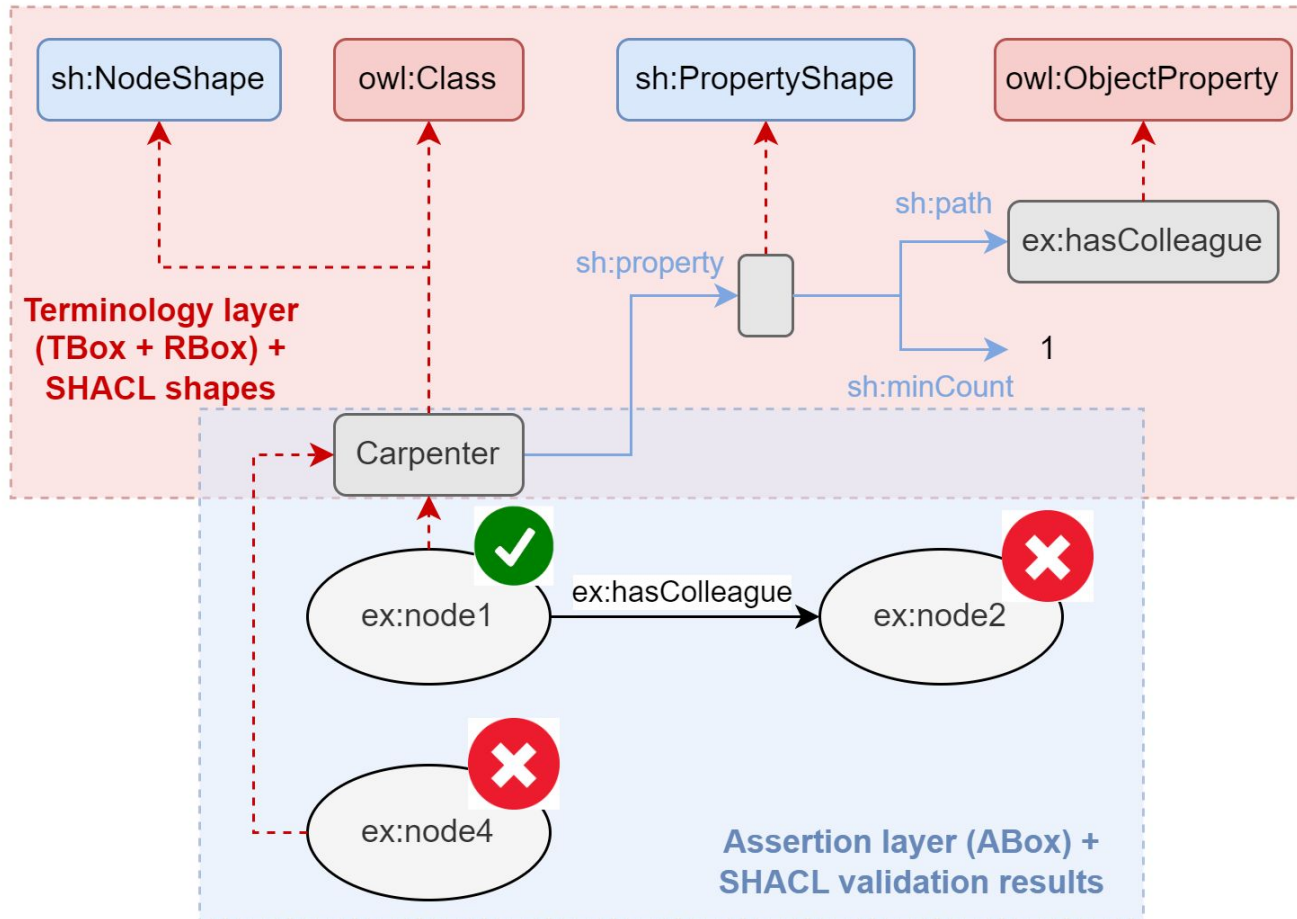 sh:NodeShape
owl:Class
sh:PropertyShape
owl:ObjectProperty
sh:path
ex:hasColleague
sh:property
1
sh:minCount
Terminology layer
(TBox + RBox) +
SHACL shapes
Carpenter
ex:node1
ex:hasColleague
ex:node2
ex:node4
Assertion layer (ABox) +
SHACL validation results